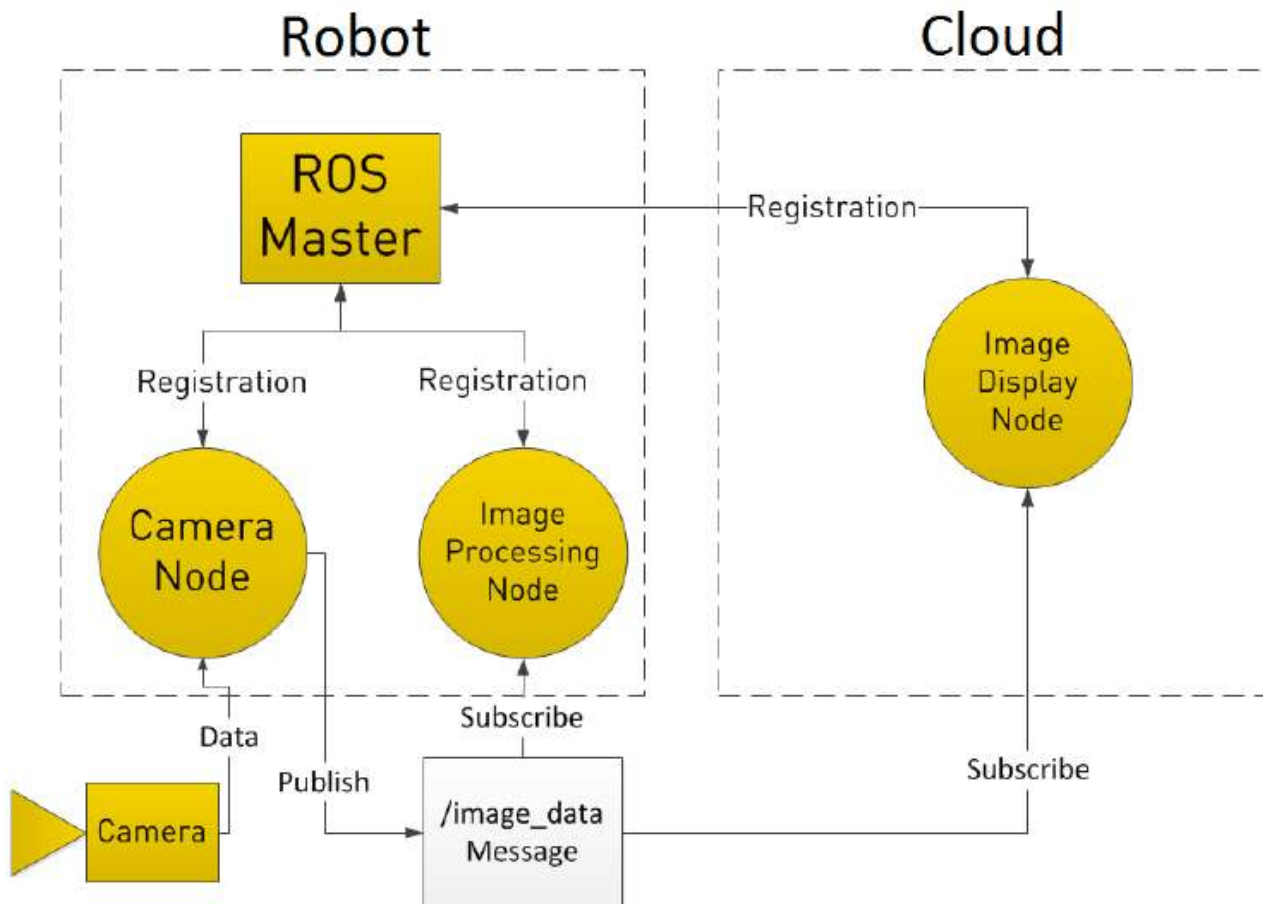 Robot
Cloud
ROS
Master
Registration
Registration
Registration
Image
Display
Node
Camera
Node
Image
Processing
Node
Data
Subscribe
Publish
Subscribe
Camera
/image_data
Message